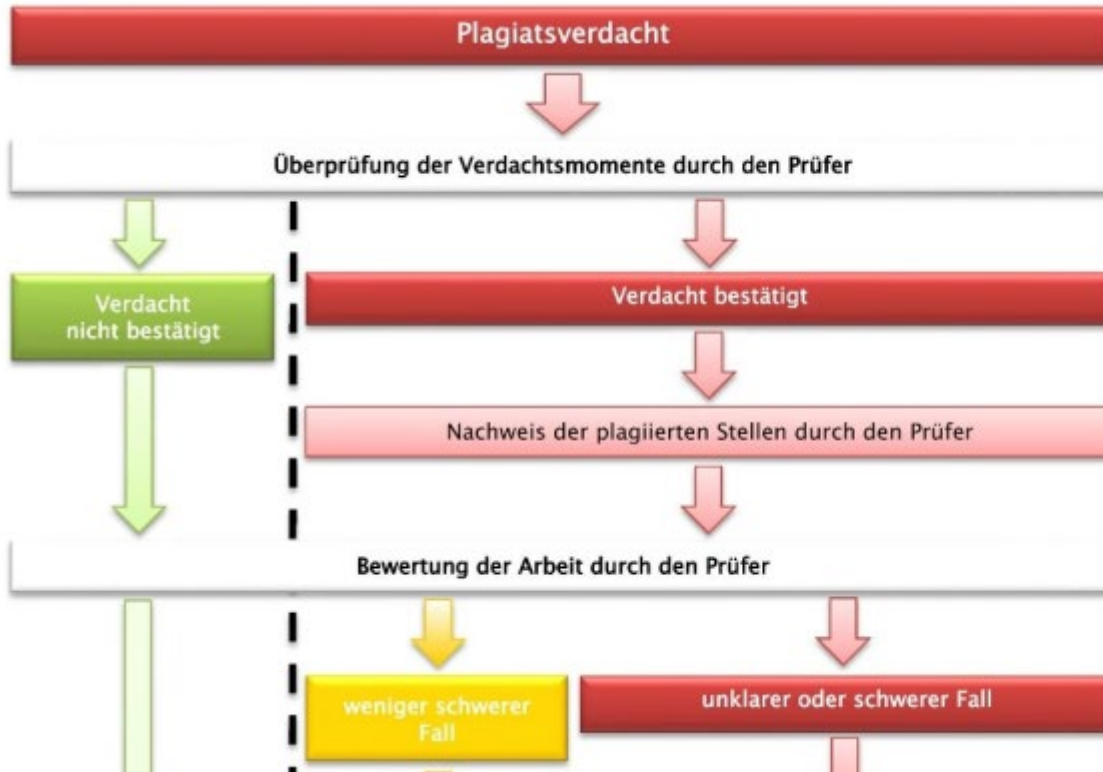 Plagiatsverdacht
Überprüfung der Verdachtsmomente durch den Prüfer
Verdacht
nicht bestätigt
Verdacht bestätigt
Nachweis der plagiierten Stellen durch den Prüfer
Bewertung der Arbeit durch den Prüfer
weniger schwerer
Fall
unklarer oder schwerer Fall